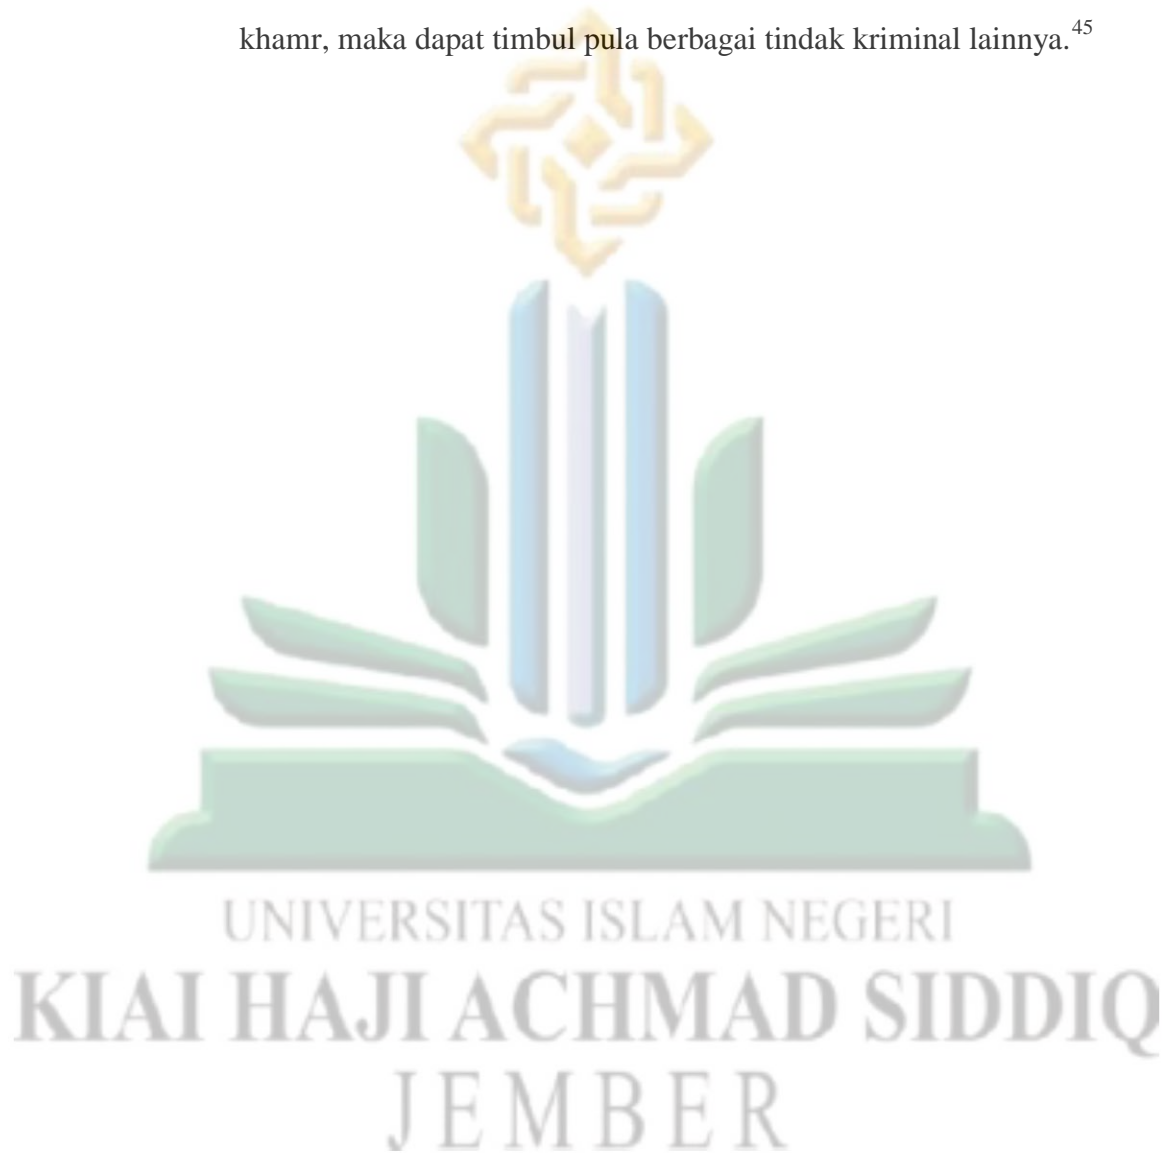 khamr, maka dapat timbul pula berbagai tindak kriminal lainnya.45
UNIVERSITAS ISLAM NEGERI
KIAI HAJI ACHMAD SIDDIQ
JEMBER